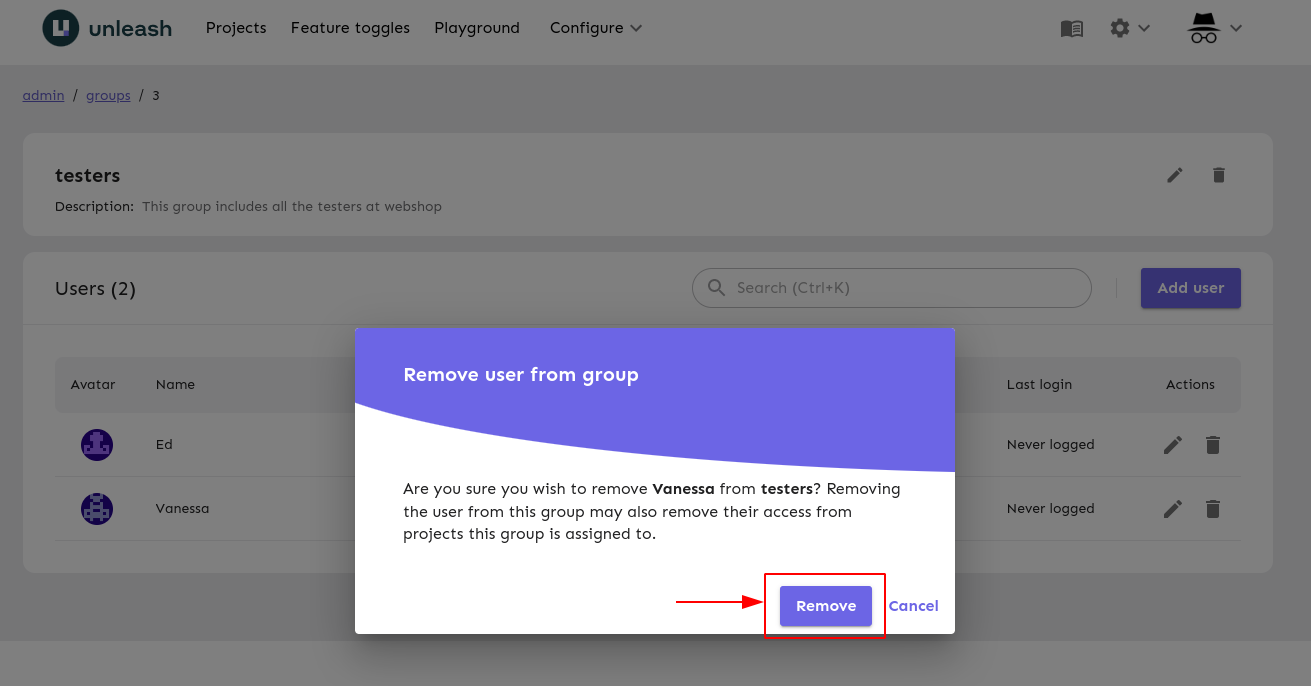 unleash Projects Feature toggles Playground Configure
admin / groups / 3
testers
Description: This group includes all the testers at webshop
Users (2) Search (Ctrl+K) Add user
Remove user from group
Avatar Name Last login Actions
Ed Never logged
Are you sure you wish to remove Vanessa from testers? Removing
the user from this group may also remove their access from
projects this group is assigned to.
Vanessa Never logged
Remove Cancel